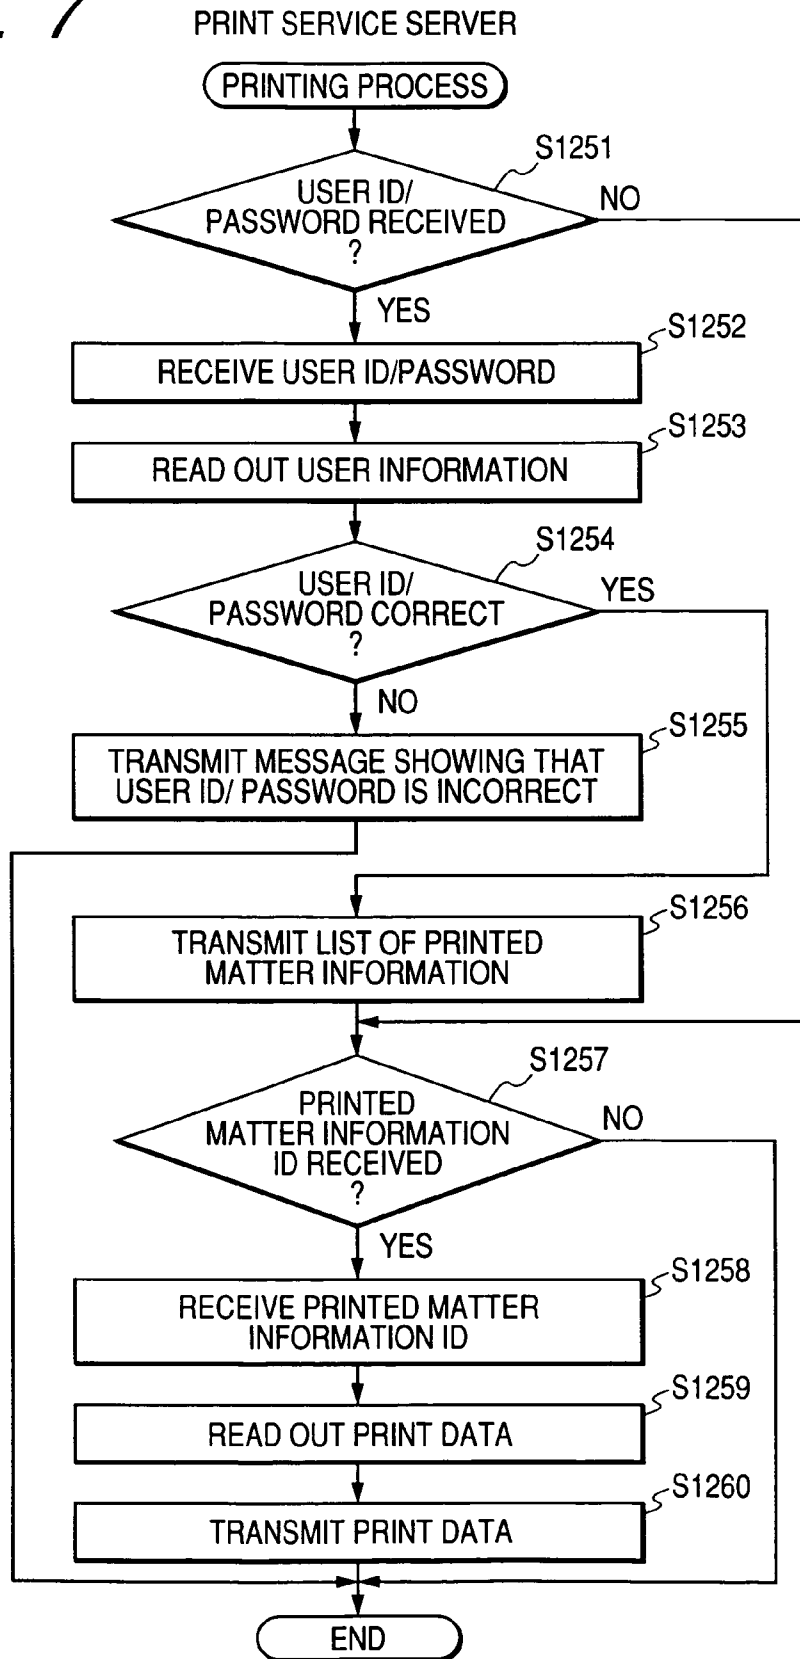 . 7
PRINT SERVICE SERVER
PRINTING PROCESS
S1251
USER ID/
PASSWORD RECEIVED
?
NO
YES
S1252
RECEIVE USER ID/PASSWORD
S1253
READ OUT USER INFORMATION
S1254
USER ID/
PASSWORD CORRECT
?
YES
NO
S1255
TRANSMIT MESSAGE SHOWING THAT
USER ID/ PASSWORD IS INCORRECT
S1256
TRANSMIT LIST OF PRINTED
MATTER INFORMATION
S1257
PRINTED
MATTER INFORMATION
ID RECEIVED
?
NO
YES
S1258
RECEIVE PRINTED MATTER
INFORMATION ID
S1259
READ OUT PRINT DATA
S1260
TRANSMIT PRINT DATA
END